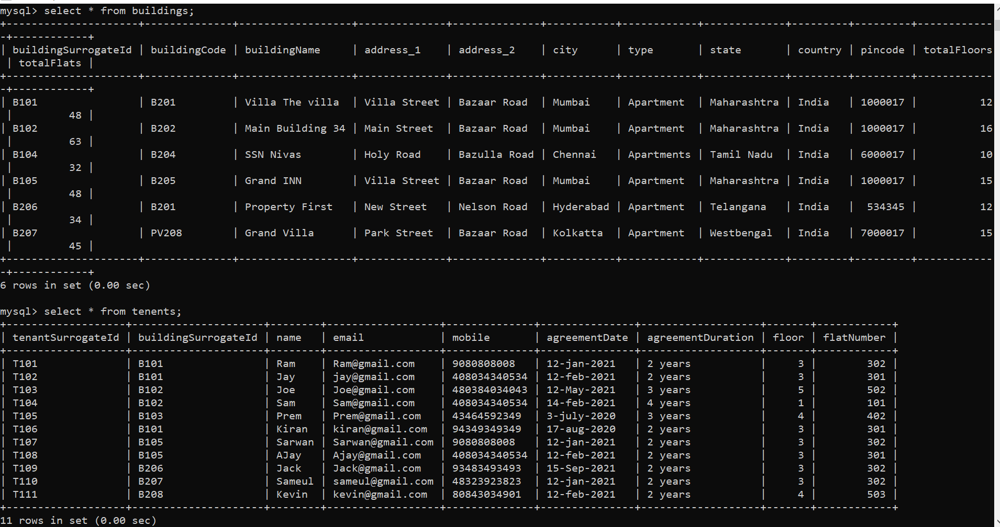 mysql> select * from buildings;
+---------------------+--------------+------------------+--------------+--------------+-----------+------------+-------------+---------+---------+------------
-+------------+
| buildingSurrogateId | buildingCode | buildingName     | address_1    | address_2    | city      | type       | state       | country | pincode | totalFloors
 | totalFlats |
+---------------------+--------------+------------------+--------------+--------------+-----------+------------+-------------+---------+---------+------------
-+------------+
| B101                | B201         | Villa The villa  | Villa Street | Bazaar Road  | Mumbai    | Apartment  | Maharashtra | India   | 1000017 |          12
 |         48 |
| B102                | B202         | Main Building 34 | Main Street  | Bazaar Road  | Mumbai    | Apartment  | Maharashtra | India   | 1000017 |          16
 |         63 |
| B104                | B204         | SSN Nivas        | Holy Road    | Bazulla Road | Chennai   | Apartments | Tamil Nadu  | India   | 6000017 |          10
 |         32 |
| B105                | B205         | Grand INN        | Villa Street | Bazaar Road  | Mumbai    | Apartment  | Maharashtra | India   | 1000017 |          15
 |         48 |
| B206                | B201         | Property First   | New Street   | Nelson Road  | Hyderabad | Apartment  | Telangana   | India   |  534345 |          12
 |         34 |
| B207                | PV208        | Grand Villa      | Park Street  | Bazaar Road  | Kolkatta  | Apartment  | Westbengal  | India   | 7000017 |          15
 |         45 |
+---------------------+--------------+------------------+--------------+--------------+-----------+------------+-------------+---------+---------+------------
-+------------+
6 rows in set (0.00 sec)
mysql> select * from tenents;
+-------------------+---------------------+--------+------------------+--------------+---------------+-------------------+-------+------------+
| tenantSurrogateId | buildingSurrogateId | name   | email            | mobile       | agreementDate | agreementDuration | floor | flatNumber |
+-------------------+---------------------+--------+------------------+--------------+---------------+-------------------+-------+------------+
| T101              | B101                | Ram    | Ram@gmail.com    | 9080808008   | 12-jan-2021   | 2 years           |     3 |        302 |
| T102              | B101                | Jay    | jay@gmail.com    | 408034340534 | 12-feb-2021   | 2 years           |     3 |        301 |
| T103              | B102                | Joe    | Joe@gmail.com    | 480384034043 | 12-May-2021   | 3 years           |     5 |        502 |
| T104              | B102                | Sam    | Sam@gmail.com    | 408034340534 | 14-feb-2021   | 4 years           |     1 |        101 |
| T105              | B103                | Prem   | Prem@gmail.com   | 43464592349  | 3-july-2020   | 3 years           |     4 |        402 |
| T106              | B101                | Kiran  | kiran@gmail.com  | 94349349349  | 17-aug-2020   | 2 years           |     3 |        301 |
| T107              | B105                | Sarwan | Sarwan@gmail.com | 9080808008   | 12-jan-2021   | 2 years           |     3 |        302 |
| T108              | B105                | AJay   | Ajay@gmail.com   | 408034340534 | 12-feb-2021   | 2 years           |     3 |        301 |
| T109              | B206                | Jack   | Jack@gmail.com   | 93483493493  | 15-Sep-2021   | 2 years           |     3 |        302 |
| T110              | B207                | Sameul | sameul@gmail.com | 48323923823  | 12-jan-2021   | 2 years           |     3 |        302 |
| T111              | B208                | Kevin  | kevin@gmail.com  | 80843034901  | 12-feb-2021   | 2 years           |     4 |        503 |
+-------------------+---------------------+--------+------------------+--------------+---------------+-------------------+-------+------------+
11 rows in set (0.00 sec)